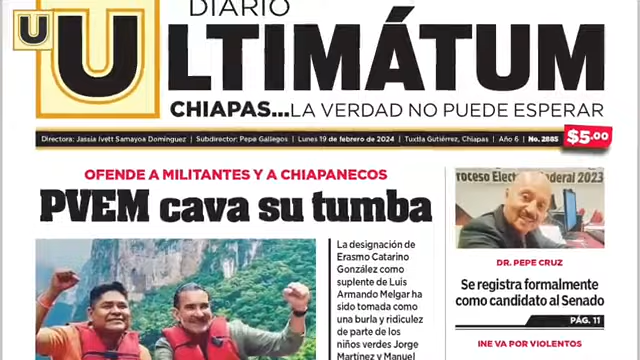 U
DIARIO
U
ULTIMÁTUM
CHIAPAS...LA VERDAD NO PUEDE ESPERAR
Directora: Jassia Ivett Samayoa Domínguez | Subdirector: Pepe Gallegos | Lunes 19 de febrero de 2024 | Tuxtla Gutiérrez, Chiapas | Año 6 | No. 2885
$5.00
OFENDE A MILITANTES Y A CHIAPANECOS
PVEM cava su tumba
La designación de
Erasmo Catarino
González como
suplente de Luis
Armando Melgar ha
sido tomada como
una burla y ridiculez
de parte de los
niños verdes Jorge
Martínez y Manuel
Proceso Electoral Federal 2023
DR. PEPE CRUZ
Se registra formalmente
como candidato al Senado
PÁG. 11
INE VA POR VIOLENTOS